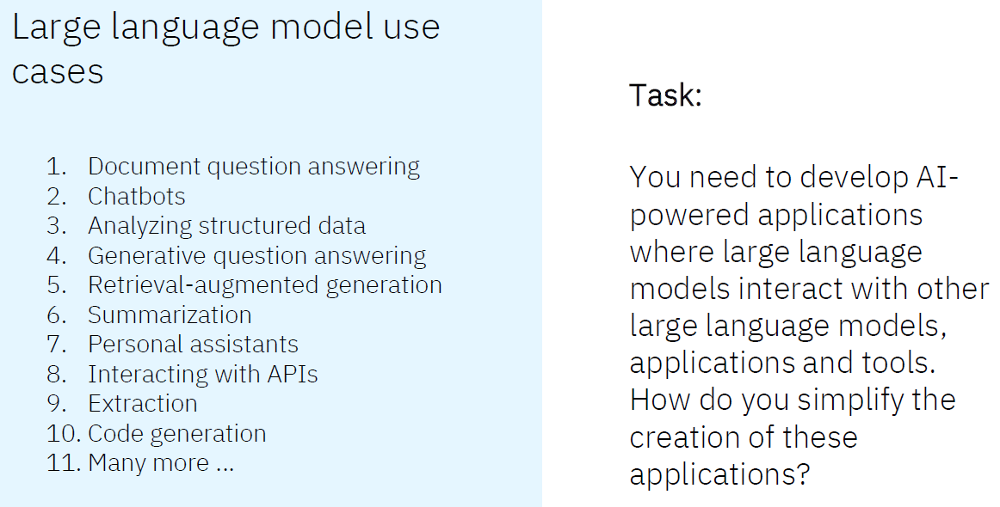 Large language model use
cases
1. Document question answering
2. Chatbots
3. Analyzing structured data
4. Generative question answering
5. Retrieval-augmented generation
6. Summarization
7. Personal assistants
8. Interacting with APIs
9. Extraction
10. Code generation
11. Many more ...
Task:
You need to develop AI-
powered applications
where large language
models interact with other
large language models,
applications and tools.
How do you simplify the
creation of these
applications?